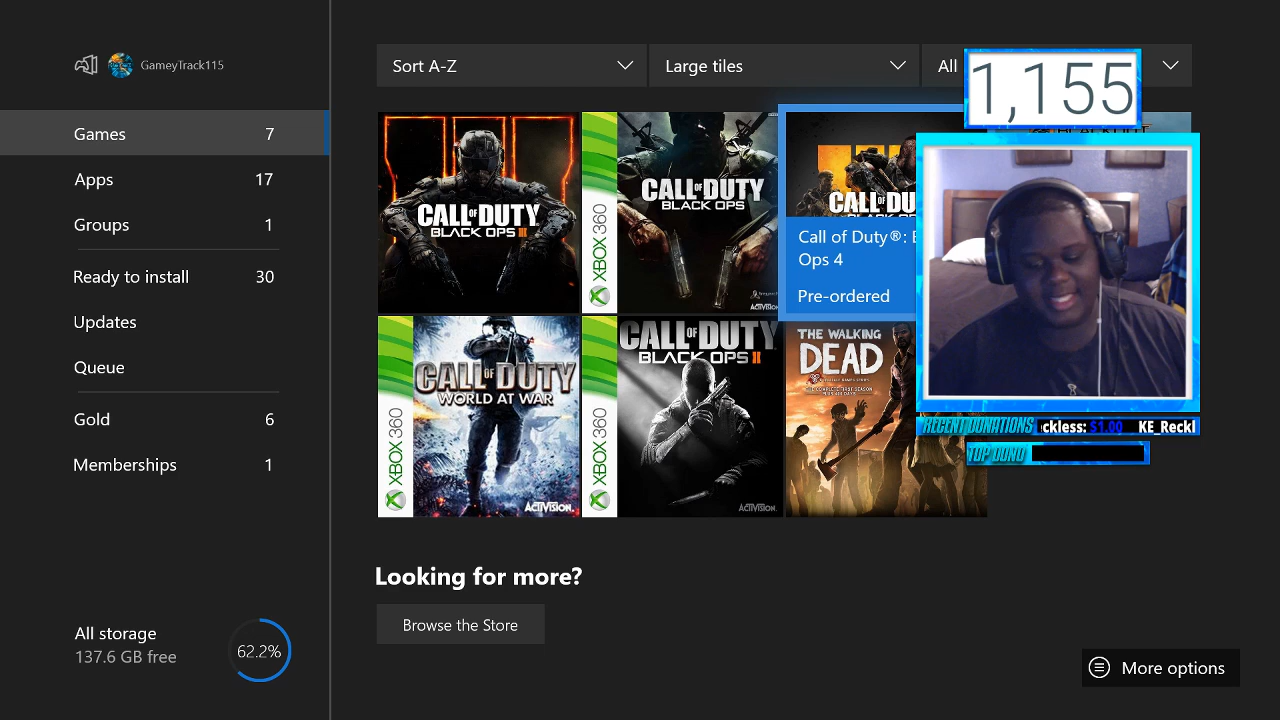 GameyTrack115
Games 7
Apps 17
Groups 1
Ready to install 30
Updates
Queue
Gold 6
Memberships 1
All storage
137.6 GB free
62.2%
Sort A-Z
Large tiles
All
1,155
CALL OF DUTY
BLACK OPS III
XBOX 360
CALL OF DUTY
BLACK OPS
ACTIVISION
CALL OF DU
Call of Duty®: B
Ops 4
Pre-ordered
XBOX 360
CALL OF DUTY
WORLD AT WAR
ACTIVISION
XBOX 360
CALL OF DUTY
BLACK OPS II
ACTIVISION
THE WALKING
DEAD
RECENT DONATIONS
ckless: $1.00 KE_Reckl
TOP DONO
Looking for more?
Browse the Store
More options